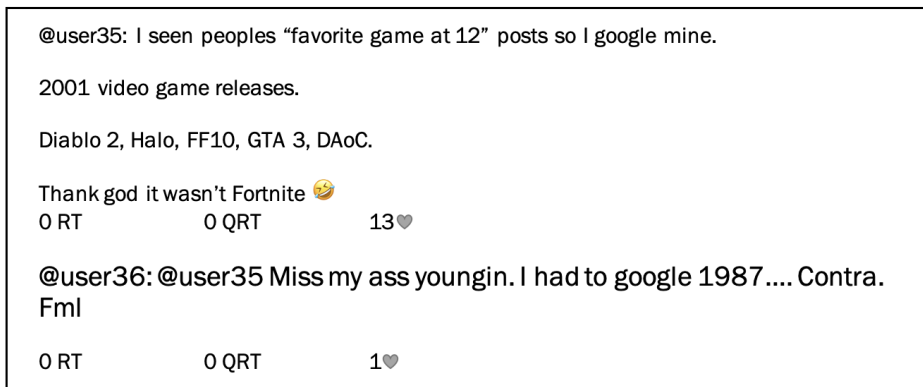 @user35: I seen peoples “favorite game at 12” posts so I google mine.
2001 video game releases.
Diablo 2, Halo, FF10, GTA 3, DAoC.
Thank god it wasn’t Fortnite 🤣
0 RT 0 QRT 13🖤
@user36: @user35 Miss my ass youngin. I had to google 1987.... Contra.
Fml
0 RT 0 QRT 1🖤